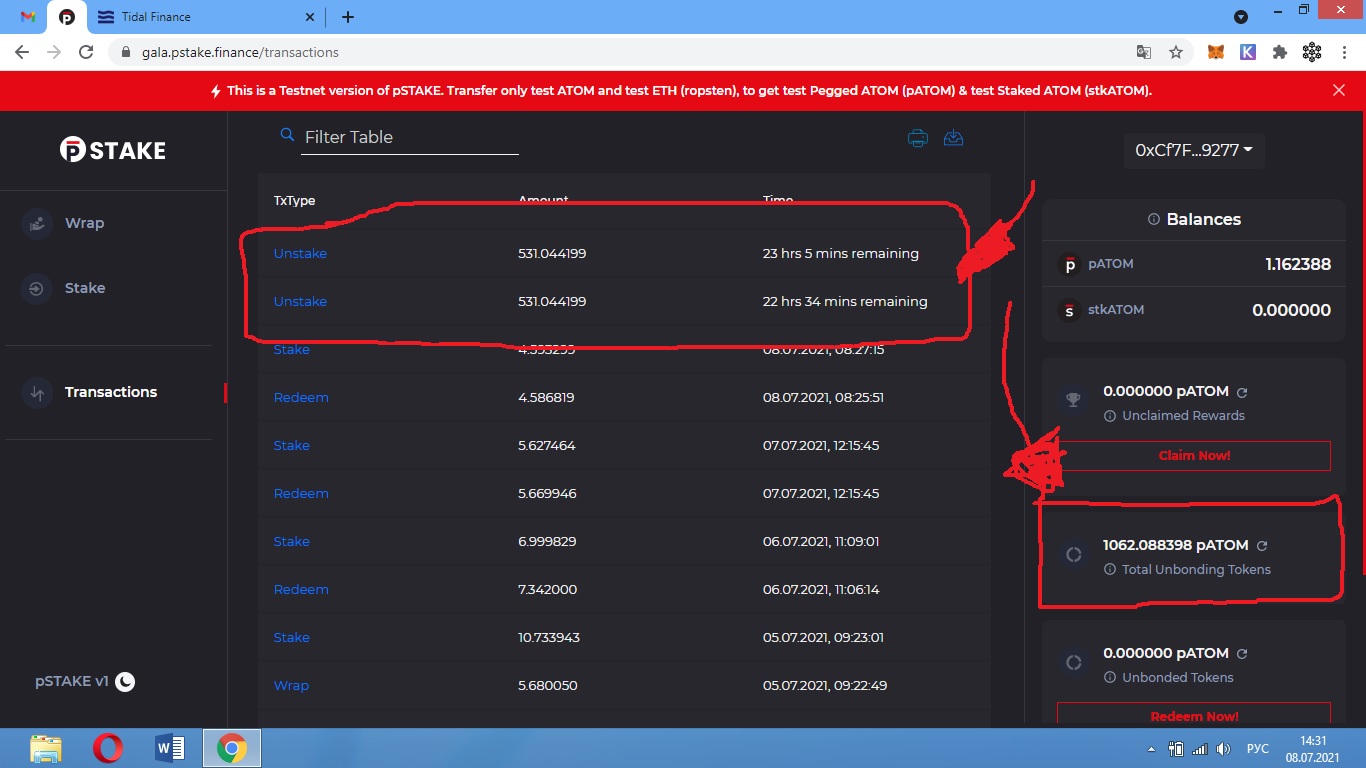 Tidal Finance
gala.pstake.finance/transactions
This is a Testnet version of pSTAKE. Transfer only test ATOM and test ETH (ropsten), to get test Pegged ATOM (pATOM) & test Staked ATOM (stkATOM).
pSTAKE
Wrap
Stake
Transactions
pSTAKE v1
Filter Table
TxType Amount Time
Unstake 531.044199 23 hrs 5 mins remaining
Unstake 531.044199 22 hrs 34 mins remaining
Stake 4.593299 08.07.2021, 08:27:15
Redeem 4.586819 08.07.2021, 08:25:51
Stake 5.627464 07.07.2021, 12:15:45
Redeem 5.669946 07.07.2021, 12:15:45
Stake 6.999829 06.07.2021, 11:09:01
Redeem 7.342000 06.07.2021, 11:06:14
Stake 10.733943 05.07.2021, 09:23:01
Wrap 5.680050 05.07.2021, 09:22:49
0xCf7F...9277
Balances
pATOM 1.162388
stkATOM 0.000000
0.000000 pATOM
Unclaimed Rewards
Claim Now!
1062.088398 pATOM
Total Unbonding Tokens
0.000000 pATOM
Unbonded Tokens
Redeem Now!
РУС
14:31
08.07.2021